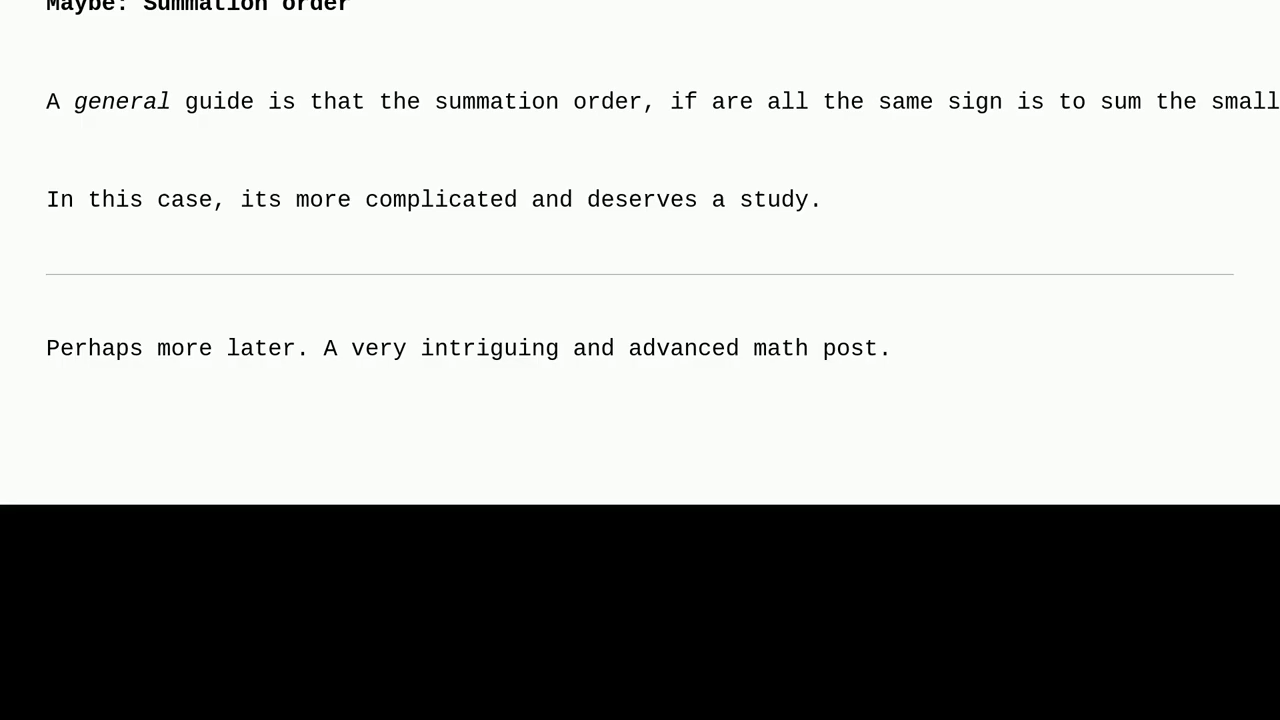 Maybe: Summation order
A general guide is that the summation order, if are all the same sign is to sum the small
In this case, its more complicated and deserves a study.
Perhaps more later. A very intriguing and advanced math post.